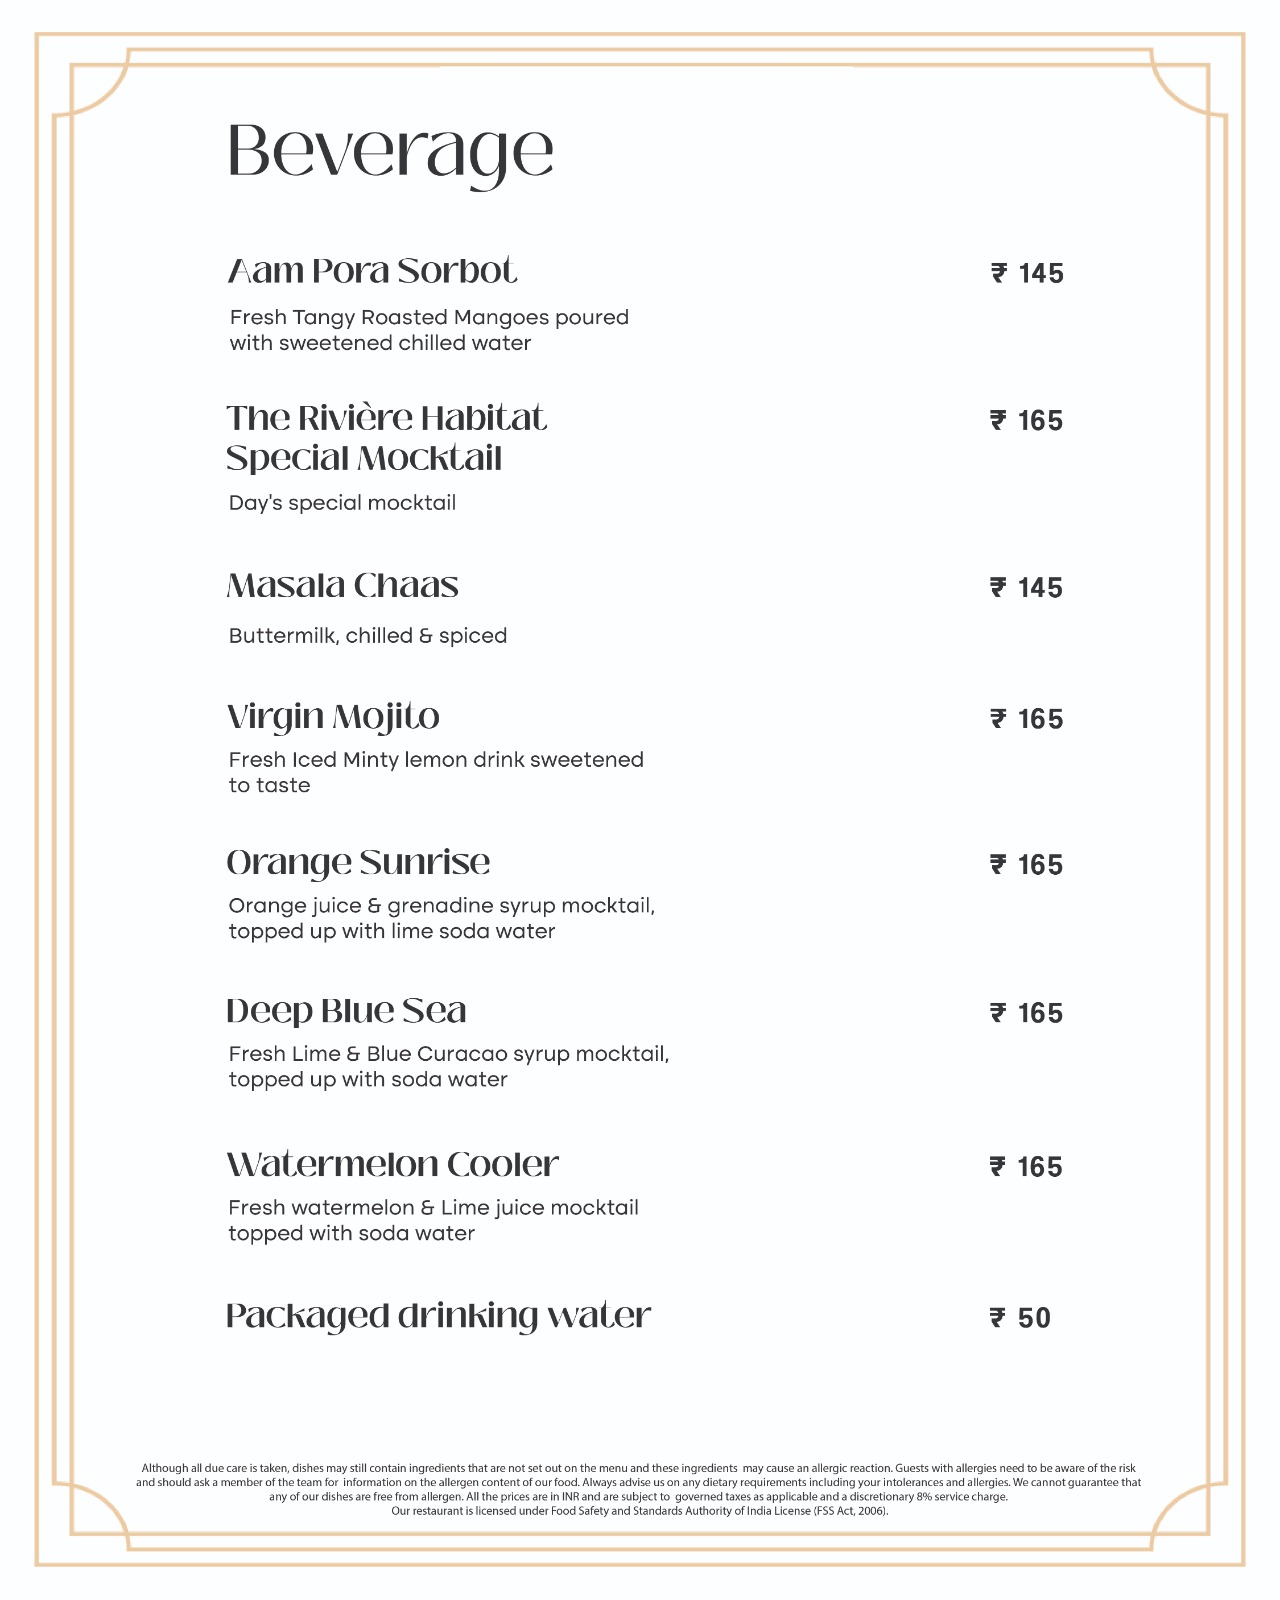 Beverage
Aam Pora Sorbot ₹ 145
Fresh Tangy Roasted Mangoes poured
with sweetened chilled water
The Rivière Habitat ₹ 165
Special Mocktail
Day's special mocktail
Masala Chaas ₹ 145
Buttermilk, chilled & spiced
Virgin Mojito ₹ 165
Fresh Iced Minty lemon drink sweetened
to taste
Orange Sunrise ₹ 165
Orange juice & grenadine syrup mocktail,
topped up with lime soda water
Deep Blue Sea ₹ 165
Fresh Lime & Blue Curacao syrup mocktail,
topped up with soda water
Watermelon Cooler ₹ 165
Fresh watermelon & Lime juice mocktail
topped with soda water
Packaged drinking water ₹ 50
Although all due care is taken, dishes may still contain ingredients that are not set out on the menu and these ingredients may cause an allergic reaction. Guests with allergies need to be aware of the risk
and should ask a member of the team for information on the allergen content of our food. Always advise us on any dietary requirements including your intolerances and allergies. We cannot guarantee that
any of our dishes are free from allergen. All the prices are in INR and are subject to governed taxes as applicable and a discretionary 8% service charge.
Our restaurant is licensed under Food Safety and Standards Authority of India License (FSS Act, 2006).